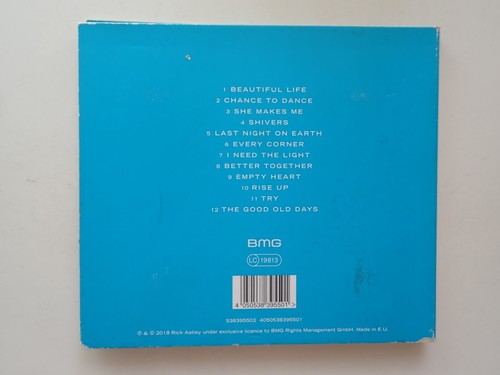 1 BEAUTIFUL LIFE
2 CHANCE TO DANCE
3 SHE MAKES ME
4 SHIVERS
5 LAST NIGHT ON EARTH
6 EVERY CORNER
7 I NEED THE LIGHT
8 BETTER TOGETHER
9 EMPTY HEART
10 RISE UP
11 TRY
12 THE GOOD OLD DAYS
BMG
LC 19813
4 050538 395501 >
538395502 4050538395501
℗ & © 2018 Rick Astley under exclusive licence to BMG Rights Management GmbH. Made in E.U.